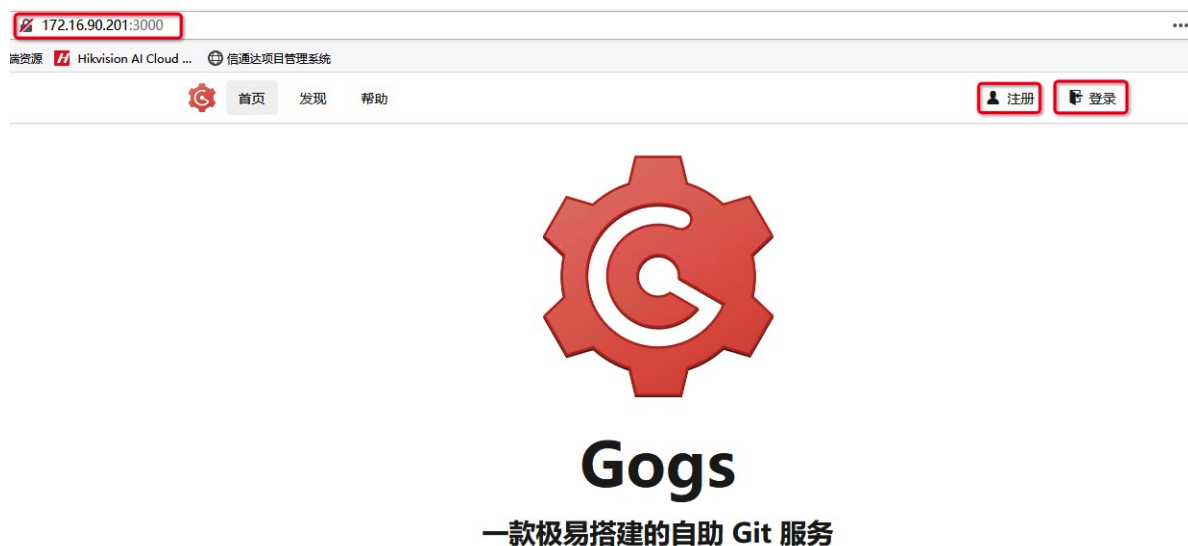 172.16.90.201:3000
端资源 Hikvision AI Cloud ... 信通达项目管理系统
首页 发现 帮助 注册 登录
Gogs
一款极易搭建的自助 Git 服务